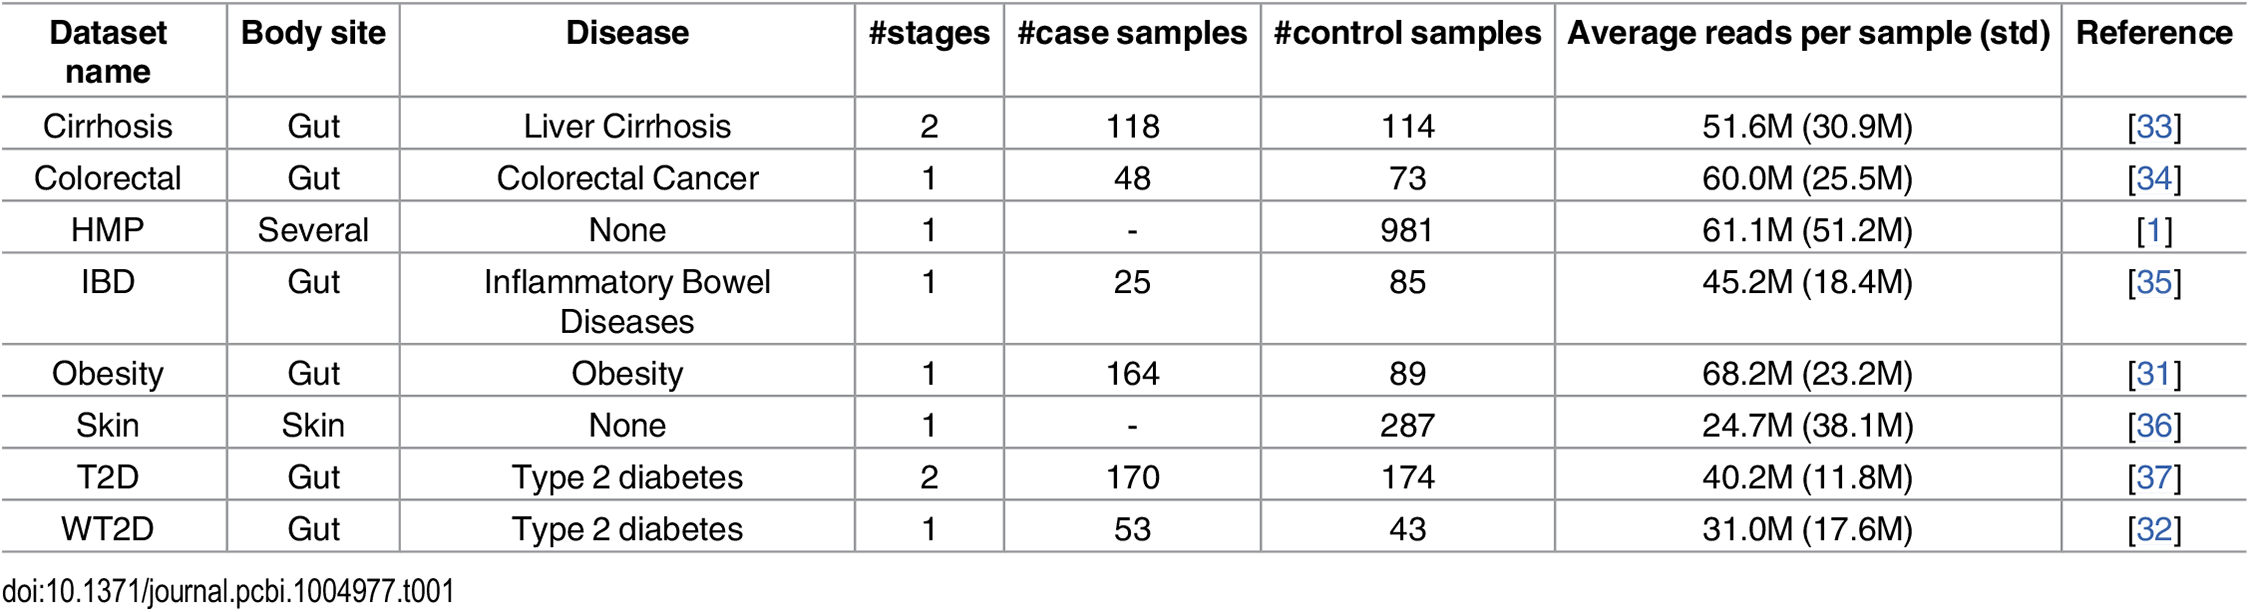 Dataset name Body site Disease #stages #case samples #control samples Average reads per sample (std) Reference
Cirrhosis Gut Liver Cirrhosis 2 118 114 51.6M (30.9M) [33]
Colorectal Gut Colorectal Cancer 1 48 73 60.0M (25.5M) [34]
HMP Several None 1 - 981 61.1M (51.2M) [1]
IBD Gut Inflammatory Bowel Diseases 1 25 85 45.2M (18.4M) [35]
Obesity Gut Obesity 1 164 89 68.2M (23.2M) [31]
Skin Skin None 1 - 287 24.7M (38.1M) [36]
T2D Gut Type 2 diabetes 2 170 174 40.2M (11.8M) [37]
WT2D Gut Type 2 diabetes 1 53 43 31.0M (17.6M) [32]
doi:10.1371/journal.pcbi.1004977.t001